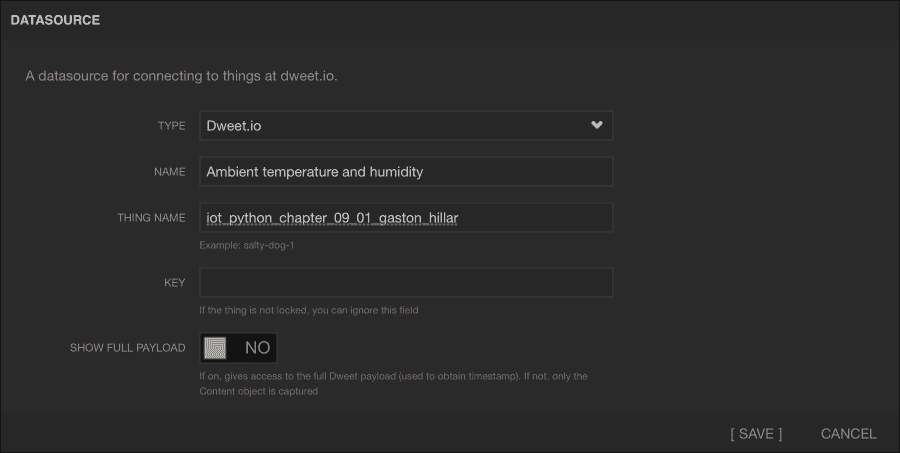 DATASOURCE
A datasource for connecting to things at dweet.io.
TYPE Dweet.io
NAME Ambient temperature and humidity
THING NAME iot_python_chapter_09_01_gaston_hillar
Example: salty-dog-1
KEY
If the thing is not locked, you can ignore this field
SHOW FULL PAYLOAD NO
If on, gives access to the full Dweet payload (used to obtain timestamp). If not, only the
Content object is captured
[ SAVE ] CANCEL